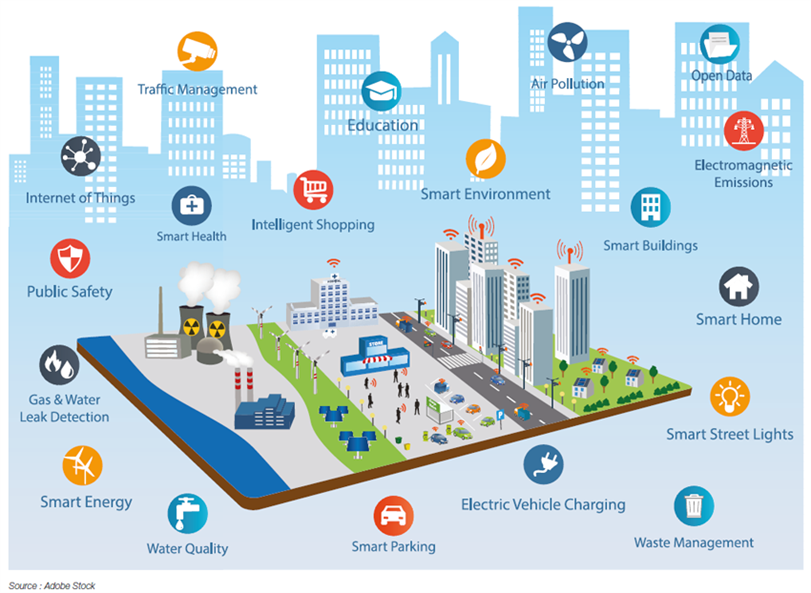 Traffic Management
Education
Air Pollution
Open Data
Internet of Things
Smart Health
Intelligent Shopping
Smart Environment
Electromagnetic
Emissions
Smart Buildings
Public Safety
Smart Home
STORE
P
Gas & Water
Leak Detection
Smart Street Lights
Smart Energy
Water Quality
Smart Parking
Electric Vehicle Charging
Waste Management
Source : Adobe Stock